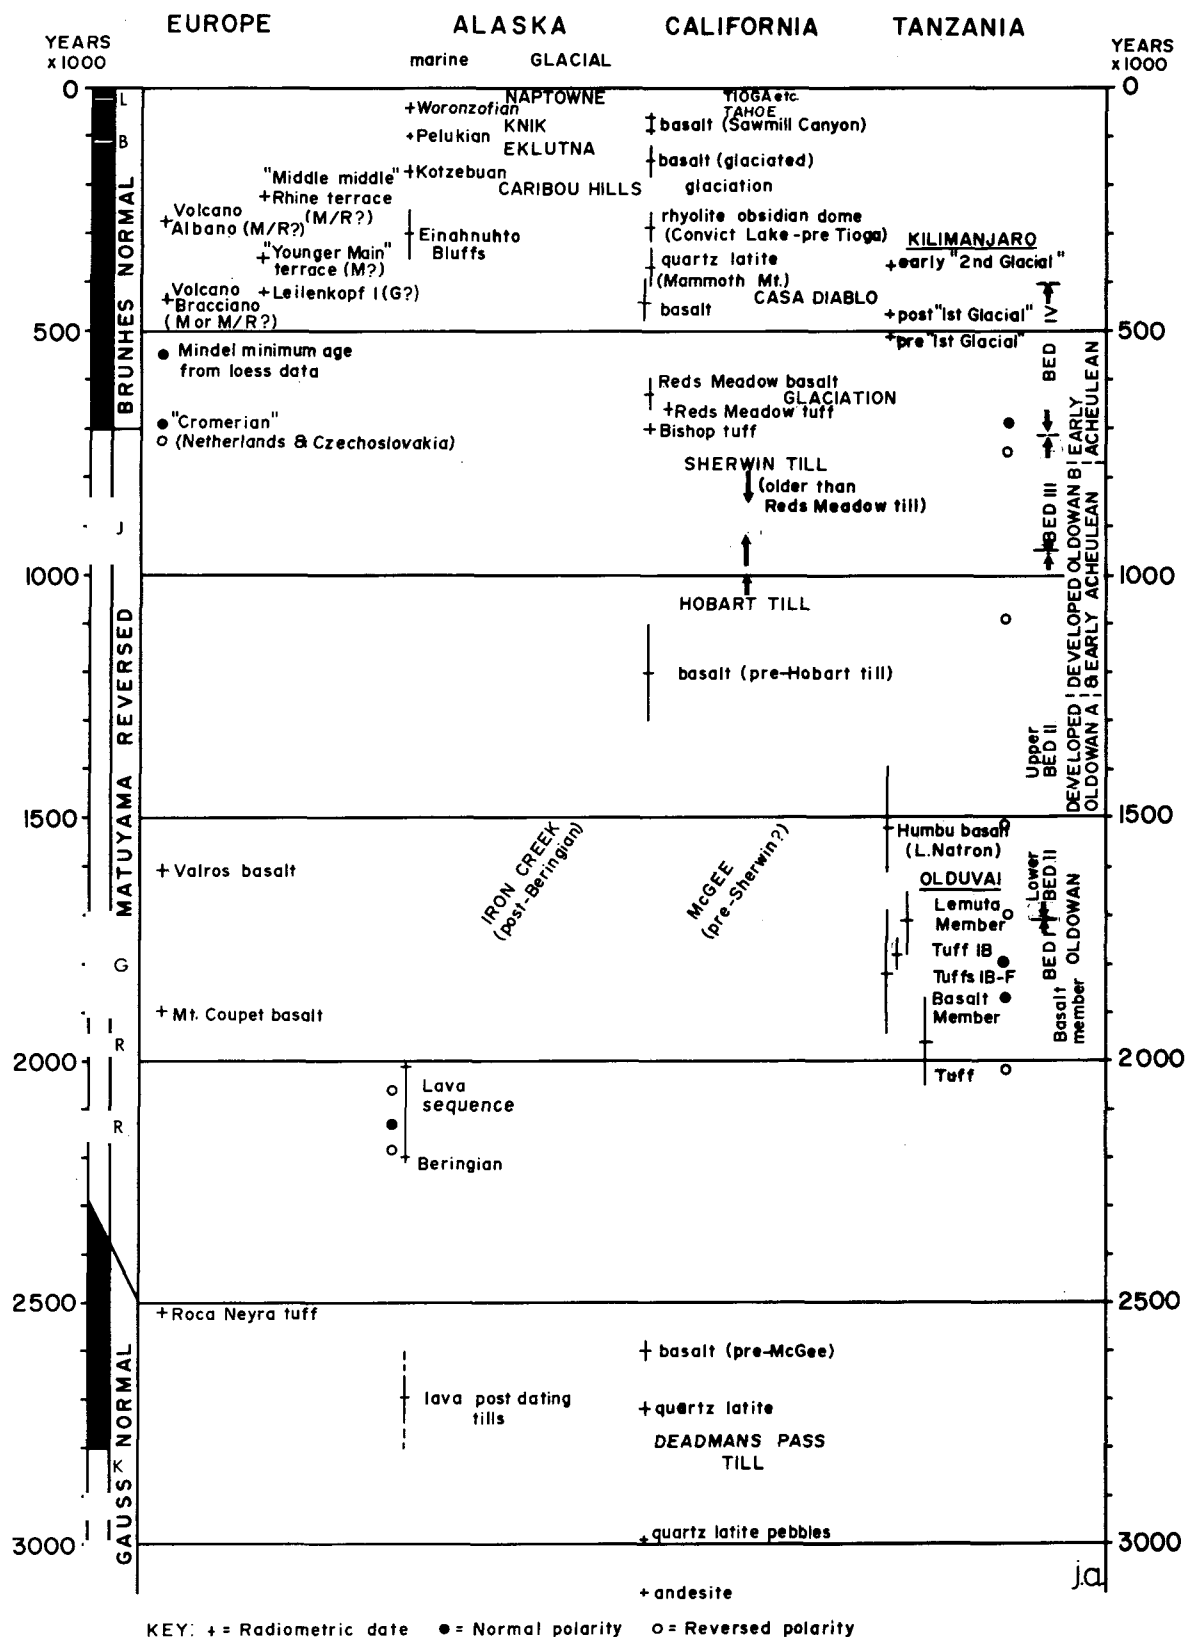 EUROPE
ALASKA
CALIFORNIA
TANZANIA
YEARS
x1000
marine GLACIAL
YEARS
x1000
0
500
1000
1500
2000
2500
3000
L
B
J
G
R
R
K
BRUNHES NORMAL
MATUYAMA REVERSED
GAUSS NORMAL
Volcano
Albano (M/R?)
"Middle middle"
+Rhine terrace
(M/R?)
"Younger Main"
terrace (M?)
Volcano
Bracciano
(M or M/R?)
+Leilenkopf I (G?)
● Mindel minimum age
from loess data
● "Cromerian"
○ (Netherlands & Czechoslovakia)
+Valros basalt
+Mt. Coupet basalt
+Roca Neyra tuff
+Woronzofian
+Pelukian
+Kotzebuan
Einahnuhto
Bluffs
NAPTOWNE
KNIK
EKLUTNA
CARIBOU HILLS
IRON CREEK
(post-Beringian)
Lava
sequence
Beringian
lava post dating
tills
TIOGA etc.
TAHOE
basalt (Sawmill Canyon)
basalt (glaciated)
glaciation
rhyolite obsidian dome
(Convict Lake-pre Tioga)
quartz latite
(Mammoth Mt.)
CASA DIABLO
basalt
Reds Meadow basalt
GLACIATION
+Reds Meadow tuff
+Bishop tuff
SHERWIN TILL
(older than
Reds Meadow till)
HOBART TILL
basalt (pre-Hobart till)
McGEE
(pre-Sherwin?)
basalt (pre-McGee)
+quartz latite
DEADMANS PASS
TILL
+quartz latite pebbles
+andesite
KILIMANJARO
+early "2nd Glacial"
+post "1st Glacial"
+pre "1st Glacial"
Humbu basalt
(L.Natron)
OLDUVAI
Lemuta
Member
Tuff IB
Tuffs IB-F
Basalt
Member
Tuff
BED IV
BED III
Upper
BED II
Lower
BED II
BED I
Basalt
member
OLDOWAN
DEVELOPED
OLDOWAN A
DEVELOPED OLDOWAN B
& EARLY ACHEULEAN
EARLY
ACHEULEAN
0
500
1000
1500
2000
2500
3000
j.a.
KEY: + = Radiometric date ● = Normal polarity ○ = Reversed polarity